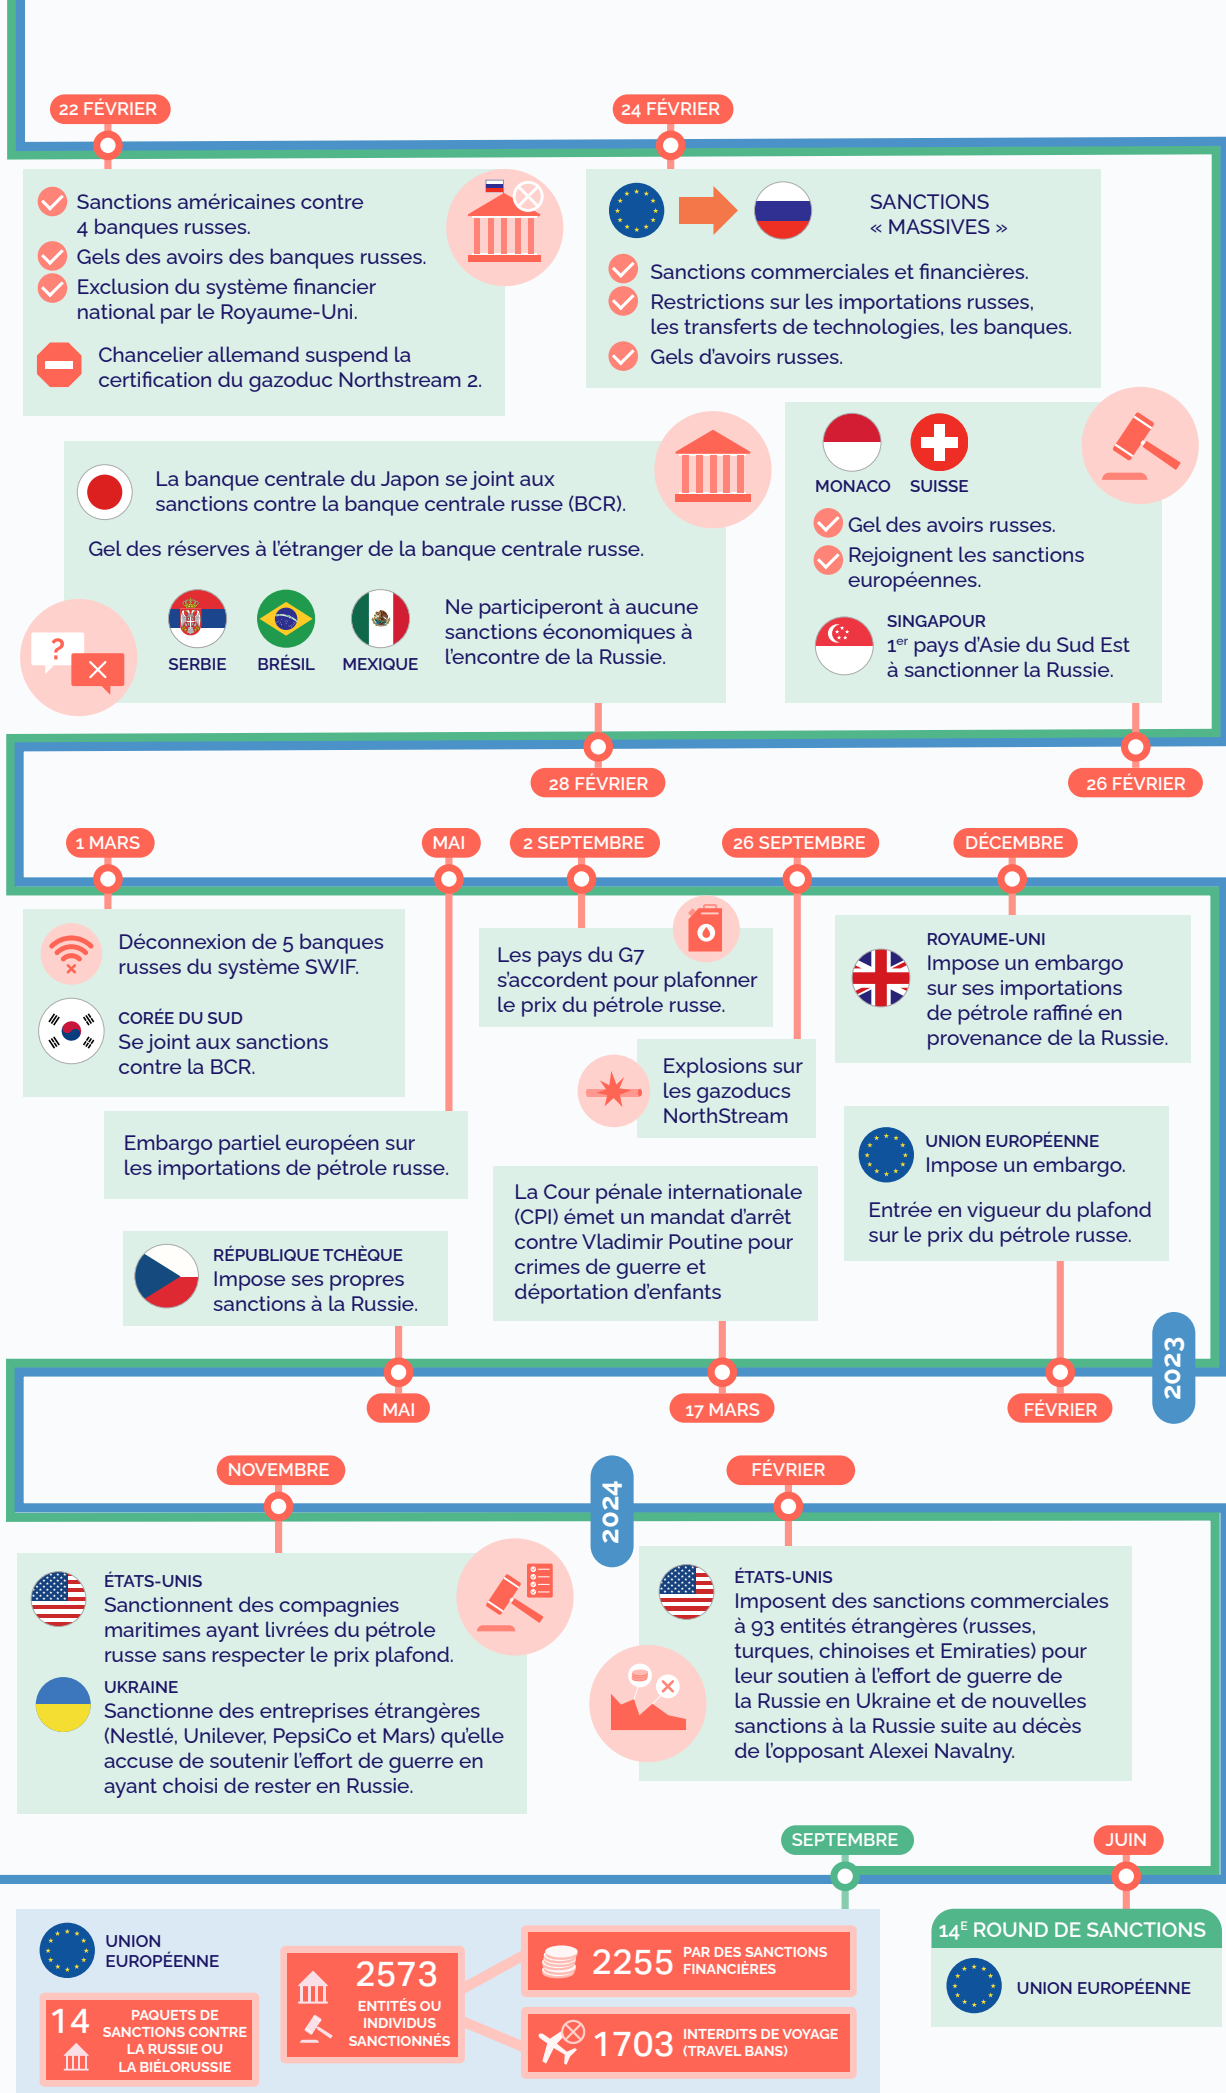 22 FÉVRIER
Sanctions américaines contre
4 banques russes.
Gels des avoirs des banques russes.
Exclusion du système financier
national par le Royaume-Uni.
Chancelier allemand suspend la
certification du gazoduc Northstream 2.
24 FÉVRIER
SANCTIONS
« MASSIVES »
Sanctions commerciales et financières.
Restrictions sur les importations russes,
les transferts de technologies, les banques.
Gels d'avoirs russes.
MONACO
SUISSE
Gel des avoirs russes.
Rejoignent les sanctions
européennes.
SINGAPOUR
1er pays d'Asie du Sud Est
à sanctionner la Russie.
26 FÉVRIER
La banque centrale du Japon se joint aux
sanctions contre la banque centrale russe (BCR).
Gel des réserves à l'étranger de la banque centrale russe.
?
SERBIE
BRÉSIL
MEXIQUE
Ne participeront à aucune
sanctions économiques à
l'encontre de la Russie.
28 FÉVRIER
1 MARS
Déconnexion de 5 banques
russes du système SWIF.
CORÉE DU SUD
Se joint aux sanctions
contre la BCR.
MAI
Embargo partiel européen sur
les importations de pétrole russe.
2 SEPTEMBRE
Les pays du G7
s'accordent pour plafonner
le prix du pétrole russe.
26 SEPTEMBRE
Explosions sur
les gazoducs
NorthStream
DÉCEMBRE
ROYAUME-UNI
Impose un embargo
sur ses importations
de pétrole raffiné en
provenance de la Russie.
2023
UNION EUROPÉENNE
Impose un embargo.
Entrée en vigueur du plafond
sur le prix du pétrole russe.
FÉVRIER
La Cour pénale internationale
(CPI) émet un mandat d'arrêt
contre Vladimir Poutine pour
crimes de guerre et
déportation d'enfants
17 MARS
RÉPUBLIQUE TCHÈQUE
Impose ses propres
sanctions à la Russie.
MAI
NOVEMBRE
ÉTATS-UNIS
Sanctionnent des compagnies
maritimes ayant livrées du pétrole
russe sans respecter le prix plafond.
UKRAINE
Sanctionne des entreprises étrangères
(Nestlé, Unilever, PepsiCo et Mars) qu'elle
accuse de soutenir l'effort de guerre en
ayant choisi de rester en Russie.
2024
FÉVRIER
ÉTATS-UNIS
Imposent des sanctions commerciales
à 93 entités étrangères (russes,
turques, chinoises et Emiraties) pour
leur soutien à l'effort de guerre de
la Russie en Ukraine et de nouvelles
sanctions à la Russie suite au décès
de l'opposant Alexei Navalny.
JUIN
14E ROUND DE SANCTIONS
UNION EUROPÉENNE
SEPTEMBRE
UNION
EUROPÉENNE
14
PAQUETS DE
SANCTIONS CONTRE
LA RUSSIE OU
LA BIÉLORUSSIE
2573
ENTITÉS OU
INDIVIDUS
SANCTIONNÉS
2255
PAR DES SANCTIONS
FINANCIÈRES
1703
INTERDITS DE VOYAGE
(TRAVEL BANS)